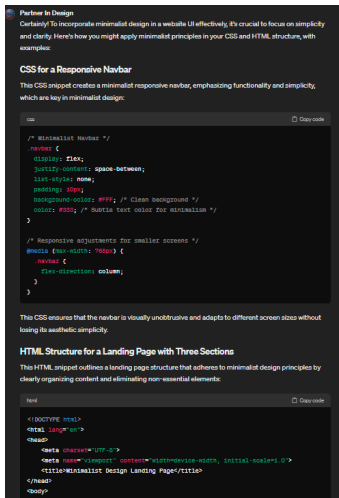 Partner In Design
Certainly! To incorporate minimalist design in a website UI effectively, it's crucial to focus on simplicity
and clarity. Here's how you might apply minimalist principles in your CSS and HTML structure, with
examples:
CSS for a Responsive Navbar
This CSS snippet creates a minimalist responsive navbar, emphasizing functionality and simplicity,
which are key in minimalist design:
css Copy code
/* Minimalist Navbar */
.navbar {
display: flex;
justify-content: space-between;
list-style: none;
padding: 10px;
background-color: #FFF; /* Clean background */
color: #333; /* Subtle text color for minimalism */
}
/* Responsive adjustments for smaller screens */
@media (max-width: 768px) {
.navbar {
flex-direction: column;
}
}
This CSS ensures that the navbar is visually unobtrusive and adapts to different screen sizes without
losing its aesthetic simplicity.
HTML Structure for a Landing Page with Three Sections
This HTML snippet outlines a landing page structure that adheres to minimalist design principles by
clearly organizing content and eliminating non-essential elements:
html Copy code
<!DOCTYPE html>
<html lang="en">
<head>
<meta charset="UTF-8">
<meta name="viewport" content="width=device-width, initial-scale=1.0">
<title>Minimalist Design Landing Page</title>
</head>
<body>